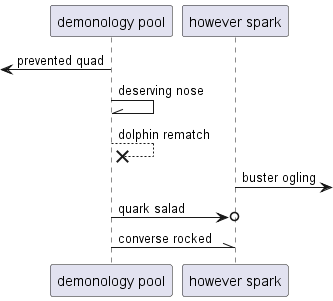 demonology pool however spark
prevented quad
deserving nose
dolphin rematch
buster ogling
quark salad
converse rocked
demonology pool however spark